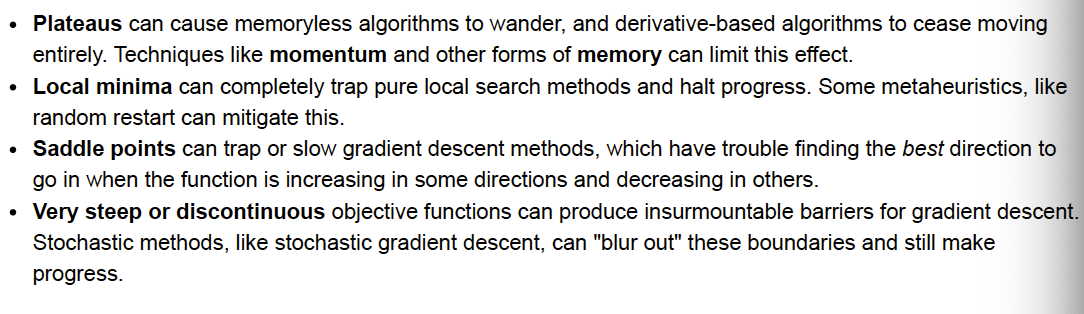 • Plateaus can cause memoryless algorithms to wander, and derivative-based algorithms to cease moving
entirely. Techniques like momentum and other forms of memory can limit this effect.
• Local minima can completely trap pure local search methods and halt progress. Some metaheuristics, like
random restart can mitigate this.
• Saddle points can trap or slow gradient descent methods, which have trouble finding the best direction to
go in when the function is increasing in some directions and decreasing in others.
• Very steep or discontinuous objective functions can produce insurmountable barriers for gradient descent.
Stochastic methods, like stochastic gradient descent, can "blur out" these boundaries and still make
progress.